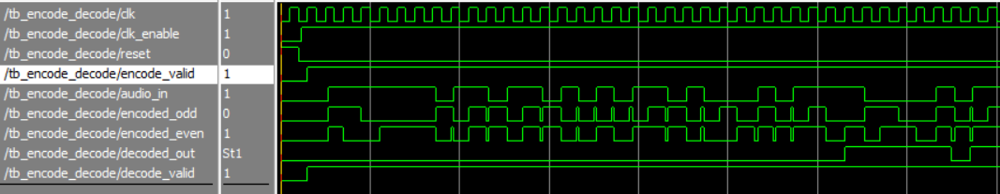 /tb_encode_decode/clk 1
/tb_encode_decode/clk_enable 1
/tb_encode_decode/reset 0
/tb_encode_decode/encode_valid 1
/tb_encode_decode/audio_in 1
/tb_encode_decode/encoded_odd 0
/tb_encode_decode/encoded_even 1
/tb_encode_decode/decoded_out St1
/tb_encode_decode/decode_valid 1